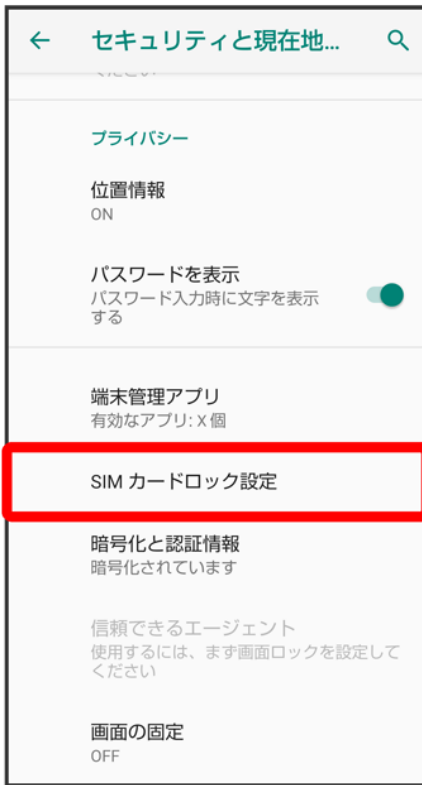 セキュリティと現在地...
ください
プライバシー
位置情報
ON
パスワードを表示
パスワード入力時に文字を表示
する
端末管理アプリ
有効なアプリ: X 個
SIM カードロック設定
暗号化と認証情報
暗号化されています
信頼できるエージェント
使用するには、まず画面ロックを設定して
ください
画面の固定
OFF